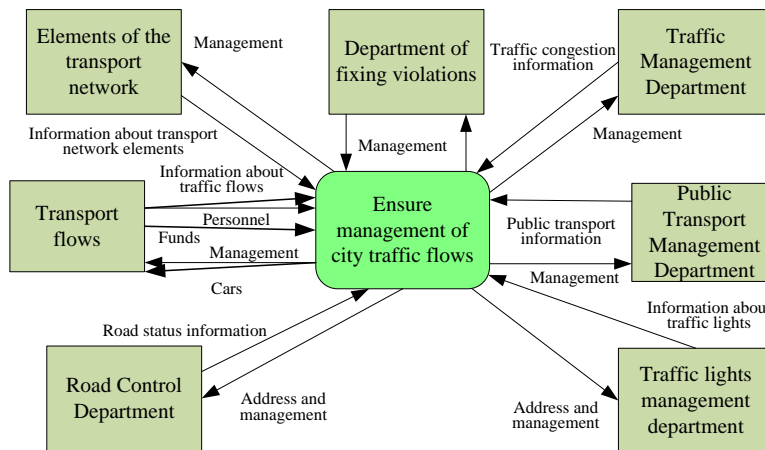 Elements of the
transport
network
Management
Department of
fixing violations
Traffic congestion
information
Traffic
Management
Department
Information about transport
network elements
Management
Management
Information about
traffic flows
Transport
flows
Personnel
Funds
Management
Cars
Ensure
management of
city traffic flows
Public transport
information
Management
Public
Transport
Management
Department
Road status information
Information about
traffic lights
Road Control
Department
Address and
management
Address and
management
Traffic lights
management
department